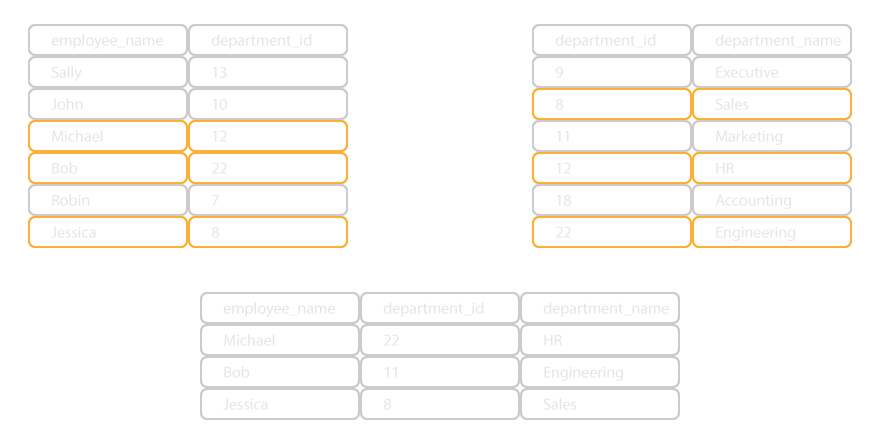 employee_name department_id
Sally 13
John 10
Michael 12
Bob 22
Robin 7
Jessica 8
department_id department_name
9 Executive
8 Sales
11 Marketing
12 HR
18 Accounting
22 Engineering
employee_name department_id department_name
Michael 22 HR
Bob 11 Engineering
Jessica 8 Sales